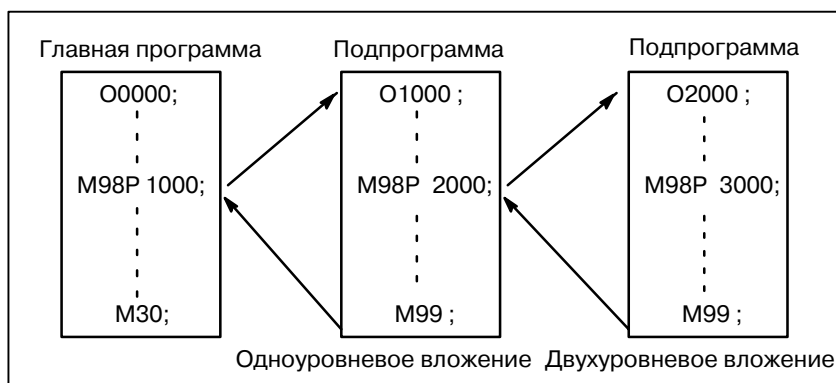 Главная программа
O0000;
M98P 1000;
M30;
Подпрограмма
O1000 ;
M98P 2000;
M99 ;
Одноуровневое вложение
Подпрограмма
O2000 ;
M98P 3000;
M99 ;
Двухуровневое вложение